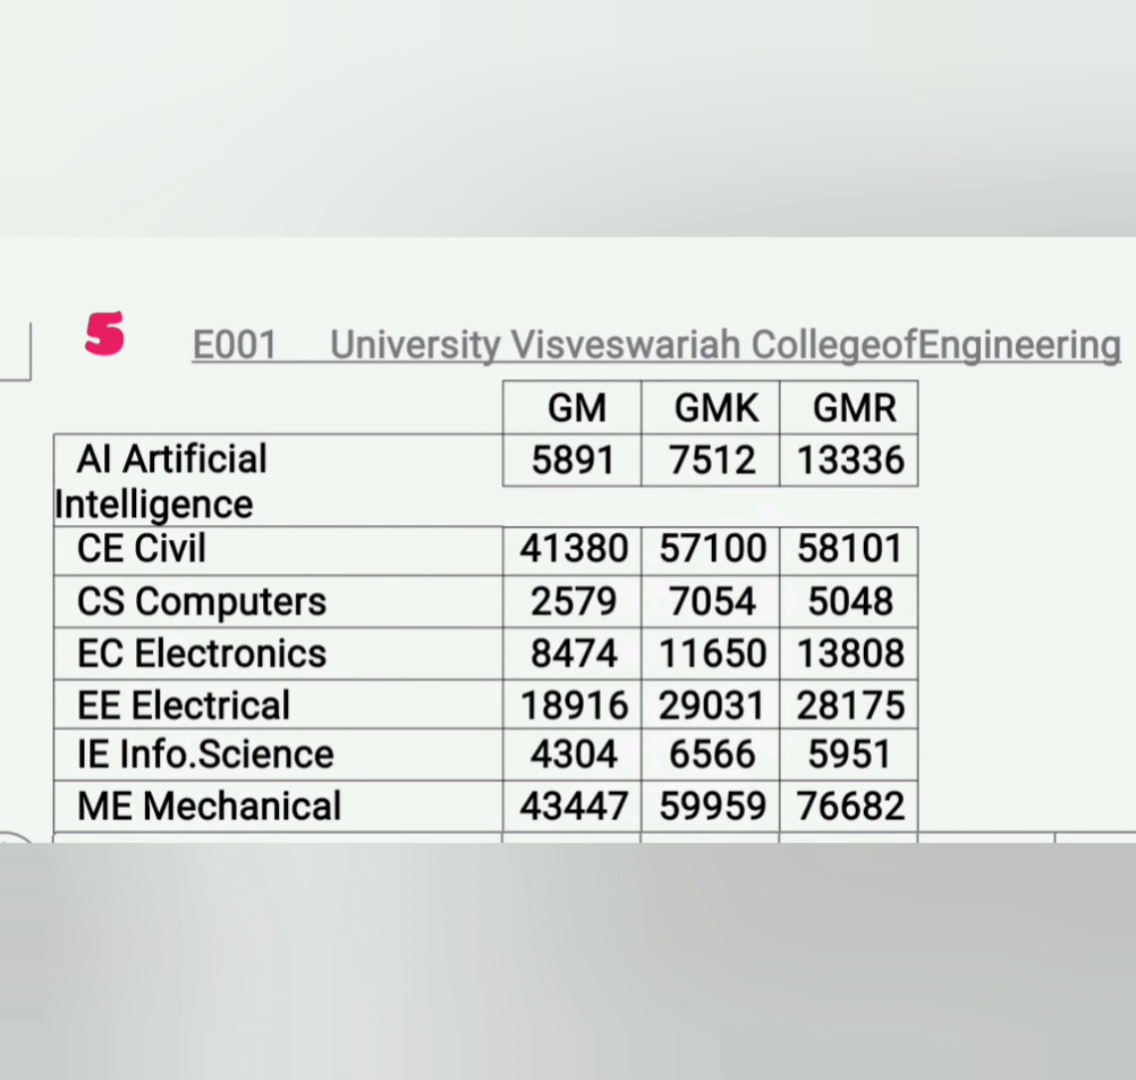 5 E001 University Visveswariah CollegeofEngineering
GM GMK GMR
AI Artificial 5891 7512 13336
Intelligence
CE Civil 41380 57100 58101
CS Computers 2579 7054 5048
EC Electronics 8474 11650 13808
EE Electrical 18916 29031 28175
IE Info.Science 4304 6566 5951
ME Mechanical 43447 59959 76682